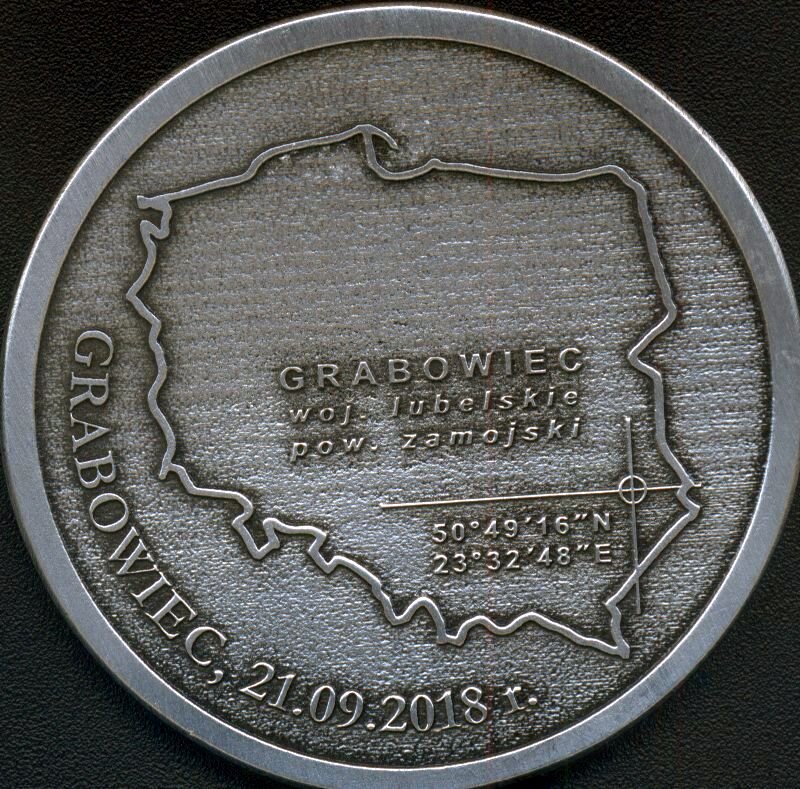 GRABOWIEC
woj. lubelskie
pow. zamojski
50°49′16″N
23°32′48″E
GRABOWIEC, 21.09.2018 r.